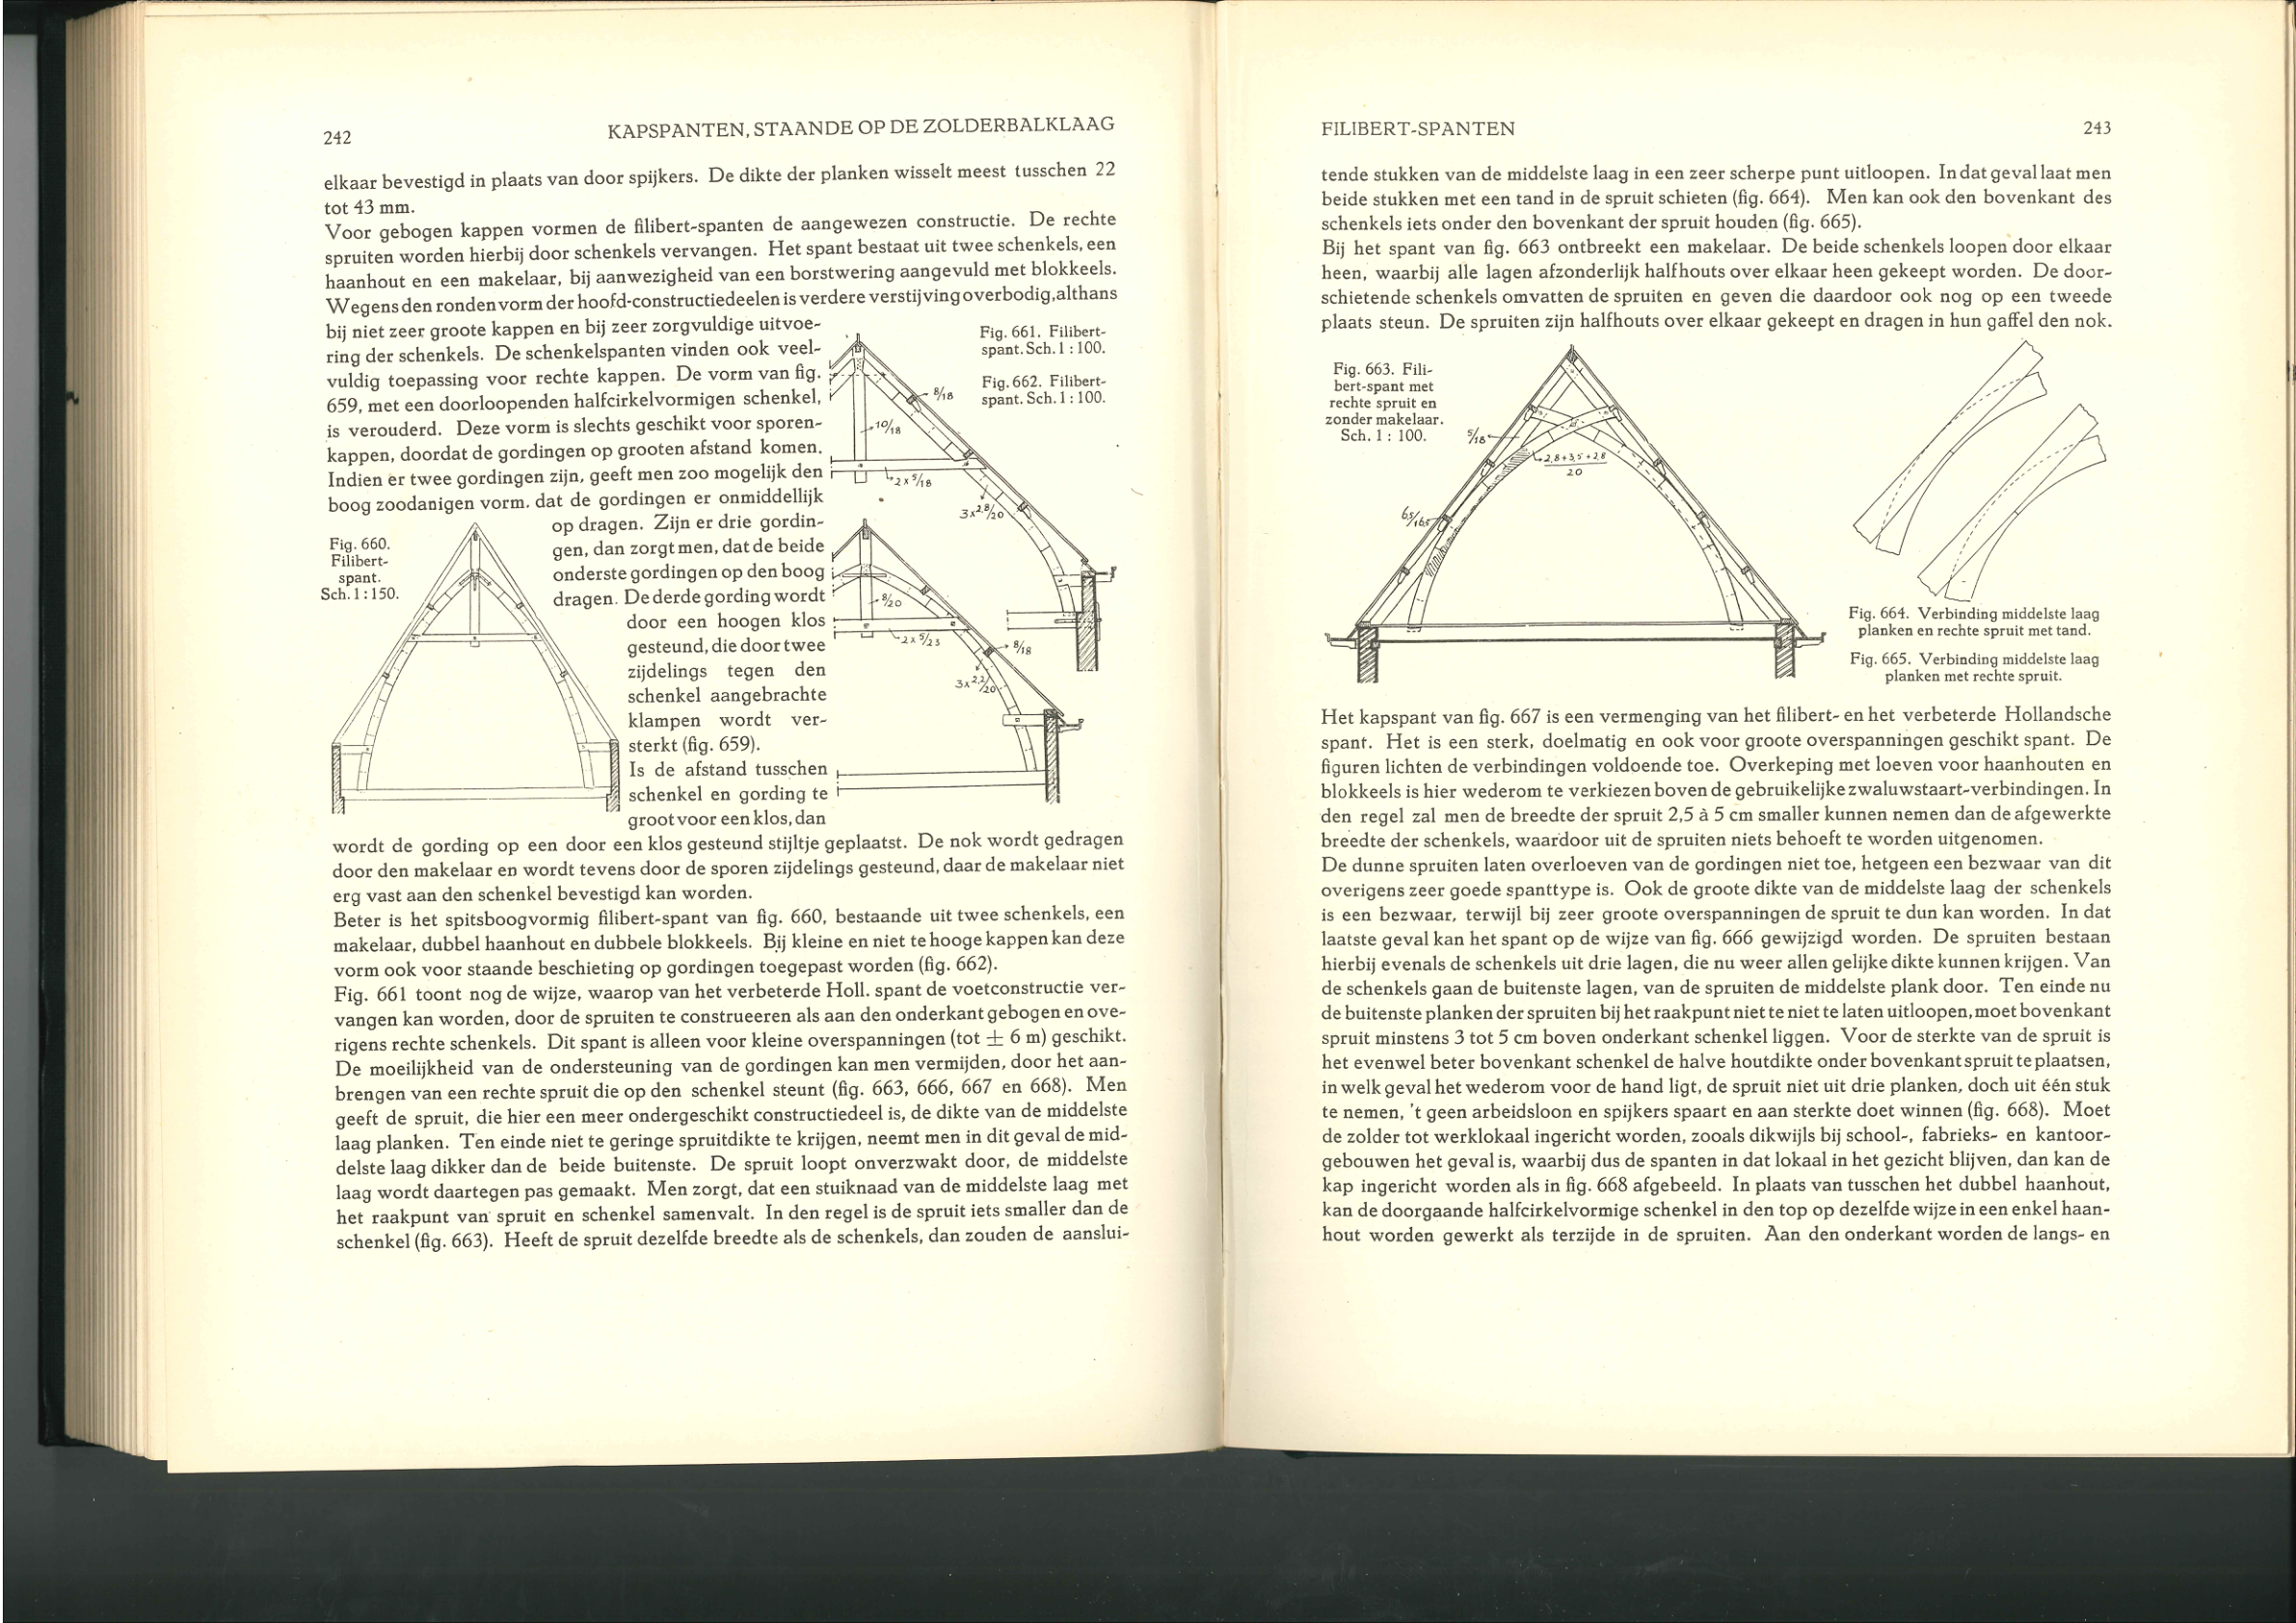 242
KAPSPANTEN, STAANDE OP DE ZOLDERBALKLAAG
elkaar bevestigd in plaats van door spijkers. De dikte der planken wisselt meest tusschen 22
tot 43 mm.
Voor gebogen kappen vormen de filibert-spanten de aangewezen constructie. De rechte
spruiten worden hierbij door schenkels vervangen. Het spant bestaat uit twee schenkels, een
haanhout en een makelaar, bij aanwezigheid van een borstwering aangevuld met blokkeels.
Wegens den ronden vorm der hoofd-constructiedeelen is verdere verstijving overbodig, althans
bij niet zeer groote kappen en bij zeer zorgvuldige uitvoe-
ring der schenkels. De schenkelspanten vinden ook veel-
vuldig toepassing voor rechte kappen. De vorm van fig.
659, met een doorloopenden halfcirkelvormigen schenkel,
is verouderd. Deze vorm is slechts geschikt voor sporen-
kappen, doordat de gordingen op grooten afstand komen.
Indien er twee gordingen zijn, geeft men zoo mogelijk den
boog zoodanigen vorm. dat de gordingen er onmiddellijk
op dragen. Zijn er drie gordin-
gen, dan zorgt men, dat de beide
onderste gordingen op den boog
dragen. De derde gording wordt
door een hoogen klos
gesteund, die door twee
zijdelings tegen den
schenkel aangebrachte
klampen wordt ver-
sterkt (fig. 659).
Is de afstand tusschen
schenkel en gording te
groot voor een klos, dan
Fig. 661. Filibert-
spant. Sch. 1 : 100.
Fig. 662. Filibert-
spant. Sch. 1 : 100.
8/18
10/18
2 x 5/18
3x2,8/20
Fig. 660.
Filibert-
spant.
Sch. 1 : 150.
8/20
2 x 5/23
8/18
3x2,2/20
wordt de gording op een door een klos gesteund stijltje geplaatst. De nok wordt gedragen
door den makelaar en wordt tevens door de sporen zijdelings gesteund, daar de makelaar niet
erg vast aan den schenkel bevestigd kan worden.
Beter is het spitsboogvormig filibert-spant van fig. 660, bestaande uit twee schenkels, een
makelaar, dubbel haanhout en dubbele blokkeels. Bij kleine en niet te hooge kappen kan deze
vorm ook voor staande beschieting op gordingen toegepast worden (fig. 662).
Fig. 661 toont nog de wijze, waarop van het verbeterde Holl. spant de voetconstructie ver-
vangen kan worden, door de spruiten te construeeren als aan den onderkant gebogen en ove-
rigens rechte schenkels. Dit spant is alleen voor kleine overspanningen (tot ± 6 m) geschikt.
De moeilijkheid van de ondersteuning van de gordingen kan men vermijden, door het aan-
brengen van een rechte spruit die op den schenkel steunt (fig. 663, 666, 667 en 668). Men
geeft de spruit, die hier een meer ondergeschikt constructiedeel is, de dikte van de middelste
laag planken. Ten einde niet te geringe spruitdikte te krijgen, neemt men in dit geval de mid-
delste laag dikker dan de beide buitenste. De spruit loopt onverzwakt door, de middelste
laag wordt daartegen pas gemaakt. Men zorgt, dat een stuiknaad van de middelste laag met
het raakpunt van spruit en schenkel samenvalt. In den regel is de spruit iets smaller dan de
schenkel (fig. 663). Heeft de spruit dezelfde breedte als de schenkels, dan zouden de aanslui-
FILIBERT-SPANTEN
243
tende stukken van de middelste laag in een zeer scherpe punt uitloopen. In dat geval laat men
beide stukken met een tand in de spruit schieten (fig. 664). Men kan ook den bovenkant des
schenkels iets onder den bovenkant der spruit houden (fig. 665).
Bij het spant van fig. 663 ontbreekt een makelaar. De beide schenkels loopen door elkaar
heen, waarbij alle lagen afzonderlijk halfhouts over elkaar heen gekeept worden. De door-
schietende schenkels omvatten de spruiten en geven die daardoor ook nog op een tweede
plaats steun. De spruiten zijn halfhouts over elkaar gekeept en dragen in hun gaffel den nok.
Fig. 663. Fili-
bert-spant met
rechte spruit en
zonder makelaar.
Sch. 1 : 100.
5/18
2,8+3,5+2,8
20
6,5/16,5
Fig. 664. Verbinding middelste laag
planken en rechte spruit met tand.
Fig. 665. Verbinding middelste laag
planken met rechte spruit.
Het kapspant van fig. 667 is een vermenging van het filibert- en het verbeterde Hollandsche
spant. Het is een sterk, doelmatig en ook voor groote overspanningen geschikt spant. De
figuren lichten de verbindingen voldoende toe. Overkeping met loeven voor haanhouten en
blokkeels is hier wederom te verkiezen boven de gebruikelijke zwaluwstaart-verbindingen. In
den regel zal men de breedte der spruit 2,5 à 5 cm smaller kunnen nemen dan de afgewerkte
breedte der schenkels, waardoor uit de spruiten niets behoeft te worden uitgenomen.
De dunne spruiten laten overloeven van de gordingen niet toe, hetgeen een bezwaar van dit
overigens zeer goede spanttype is. Ook de groote dikte van de middelste laag der schenkels
is een bezwaar, terwijl bij zeer groote overspanningen de spruit te dun kan worden. In dat
laatste geval kan het spant op de wijze van fig. 666 gewijzigd worden. De spruiten bestaan
hierbij evenals de schenkels uit drie lagen, die nu weer allen gelijke dikte kunnen krijgen. Van
de schenkels gaan de buitenste lagen, van de spruiten de middelste plank door. Ten einde nu
de buitenste planken der spruiten bij het raakpunt niet te niet te laten uitloopen, moet bovenkant
spruit minstens 3 tot 5 cm boven onderkant schenkel liggen. Voor de sterkte van de spruit is
het evenwel beter bovenkant schenkel de halve houtdikte onder bovenkant spruit te plaatsen,
in welk geval het wederom voor de hand ligt, de spruit niet uit drie planken, doch uit één stuk
te nemen, 't geen arbeidsloon en spijkers spaart en aan sterkte doet winnen (fig. 668). Moet
de zolder tot werklokaal ingericht worden, zooals dikwijls bij school-, fabrieks- en kantoor-
gebouwen het geval is, waarbij dus de spanten in dat lokaal in het gezicht blijven, dan kan de
kap ingericht worden als in fig. 668 afgebeeld. In plaats van tusschen het dubbel haanhout,
kan de doorgaande halfcirkelvormige schenkel in den top op dezelfde wijze in een enkel haan-
hout worden gewerkt als terzijde in de spruiten. Aan den onderkant worden de langs- en